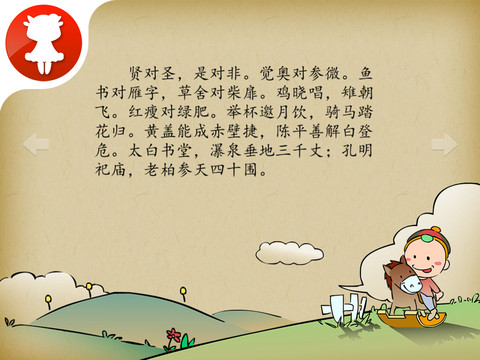 贤对圣，是对非。觉奥对参微。鱼
书对雁字，草舍对柴扉。鸡晓唱，雉朝
飞。红瘦对绿肥。举杯邀月饮，骑马踏
花归。黄盖能成赤壁捷，陈平善解白登
危。太白书堂，瀑泉垂地三千丈；孔明
祀庙，老柏参天四十围。